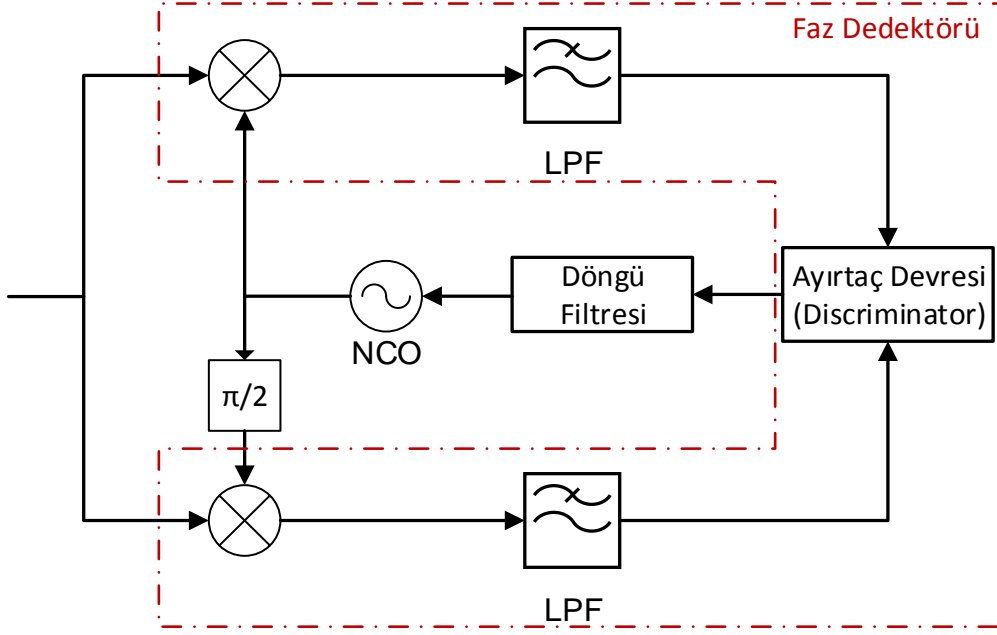 Faz Dedektörü
LPF
Döngü
Filtresi
Ayırtaç Devresi
(Discriminator)
NCO
π/2
LPF